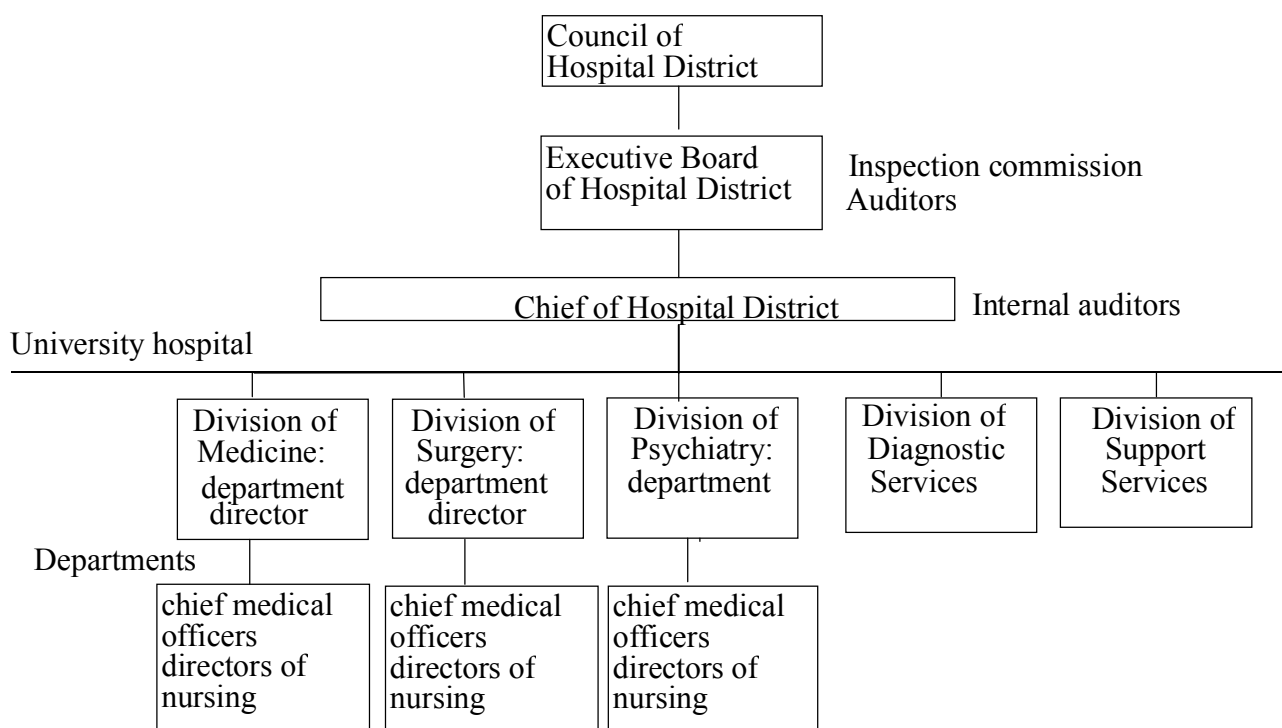 Council of
Hospital District
Executive Board
of Hospital District
Inspection commission
Auditors
Chief of Hospital District
Internal auditors
University hospital
Division of
Medicine:
department
director
Division of
Surgery:
department
director
Division of
Psychiatry:
department
Division of
Diagnostic
Services
Division of
Support
Services
Departments
chief medical
officers
directors of
nursing
chief medical
officers
directors of
nursing
chief medical
officers
directors of
nursing